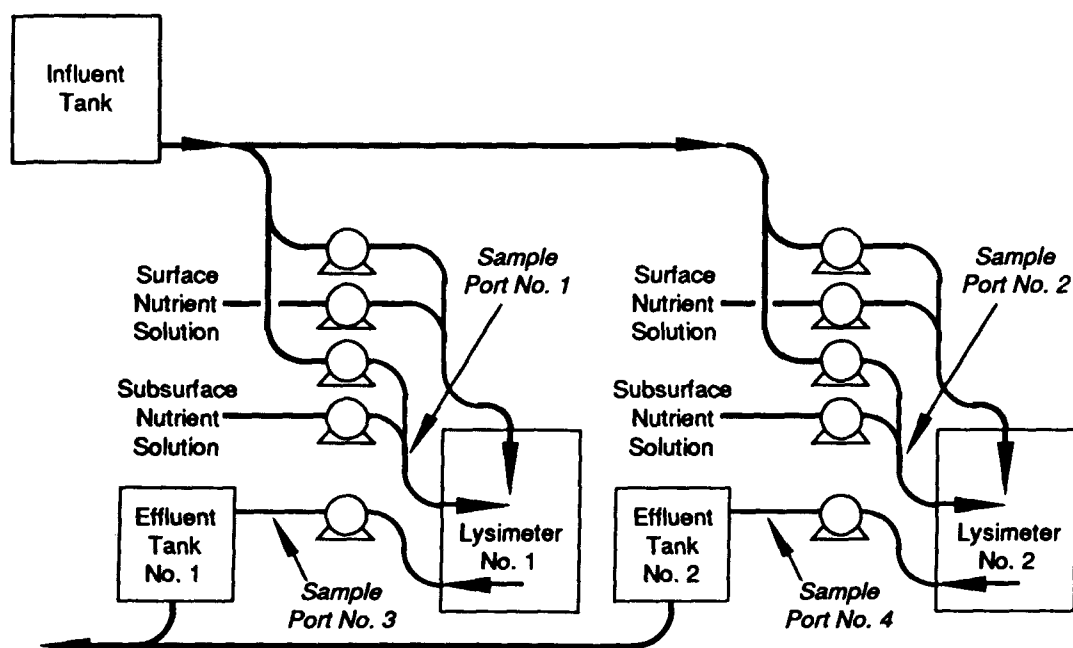 Influent
Tank
Surface
Nutrient
Solution
Sample
Port No. 1
Surface
Nutrient
Solution
Sample
Port No. 2
Subsurface
Nutrient
Solution
Subsurface
Nutrient
Solution
Effluent
Tank
No. 1
Lysimeter
No. 1
Effluent
Tank
No. 2
Lysimeter
No. 2
Sample
Port No. 3
Sample
Port No. 4